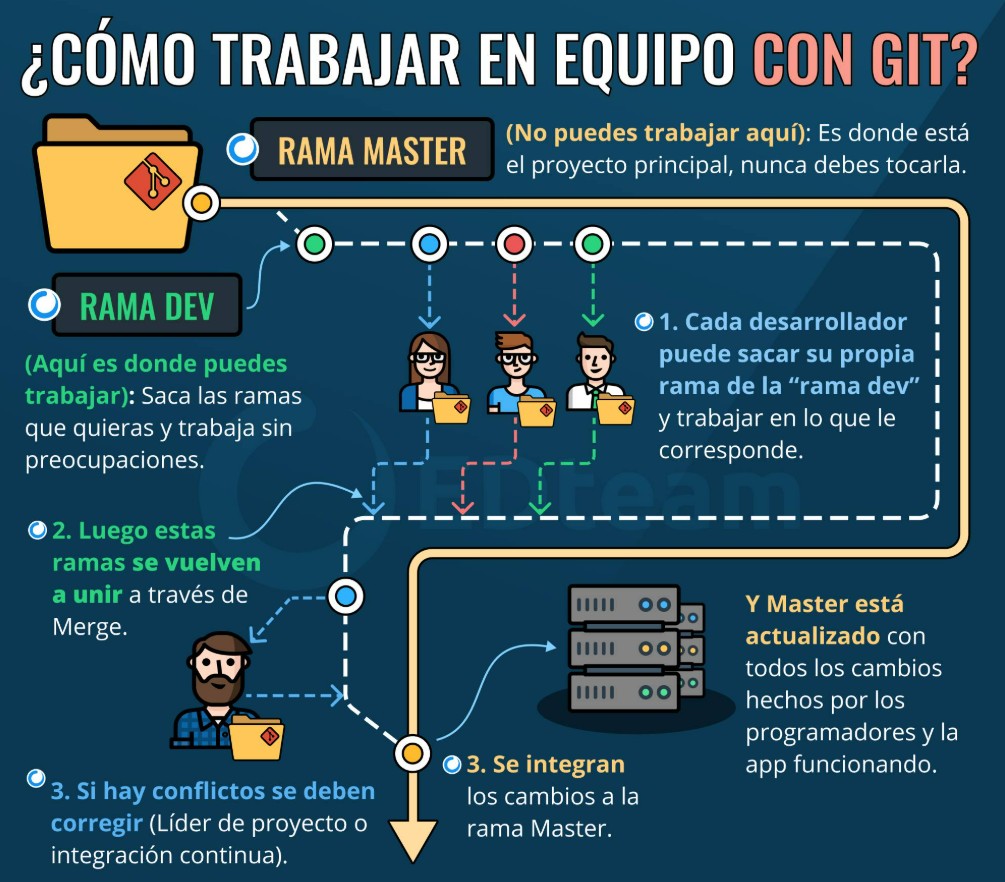 ¿CÓMO TRABAJAR EN EQUIPO CON GIT?
RAMA MASTER
(No puedes trabajar aquí): Es donde está
el proyecto principal, nunca debes tocarla.
RAMA DEV
(Aquí es donde puedes
trabajar): Saca las ramas
que quieras y trabaja sin
preocupaciones.
1. Cada desarrollador
puede sacar su propia
rama de la “rama dev”
y trabajar en lo que le
corresponde.
EDteam
2. Luego estas
ramas se vuelven
a unir a través de
Merge.
3. Si hay conflictos se deben
corregir (Líder de proyecto o
integración continua).
3. Se integran
los cambios a la
rama Master.
Y Master está
actualizado con
todos los cambios
hechos por los
programadores y la
app funcionando.